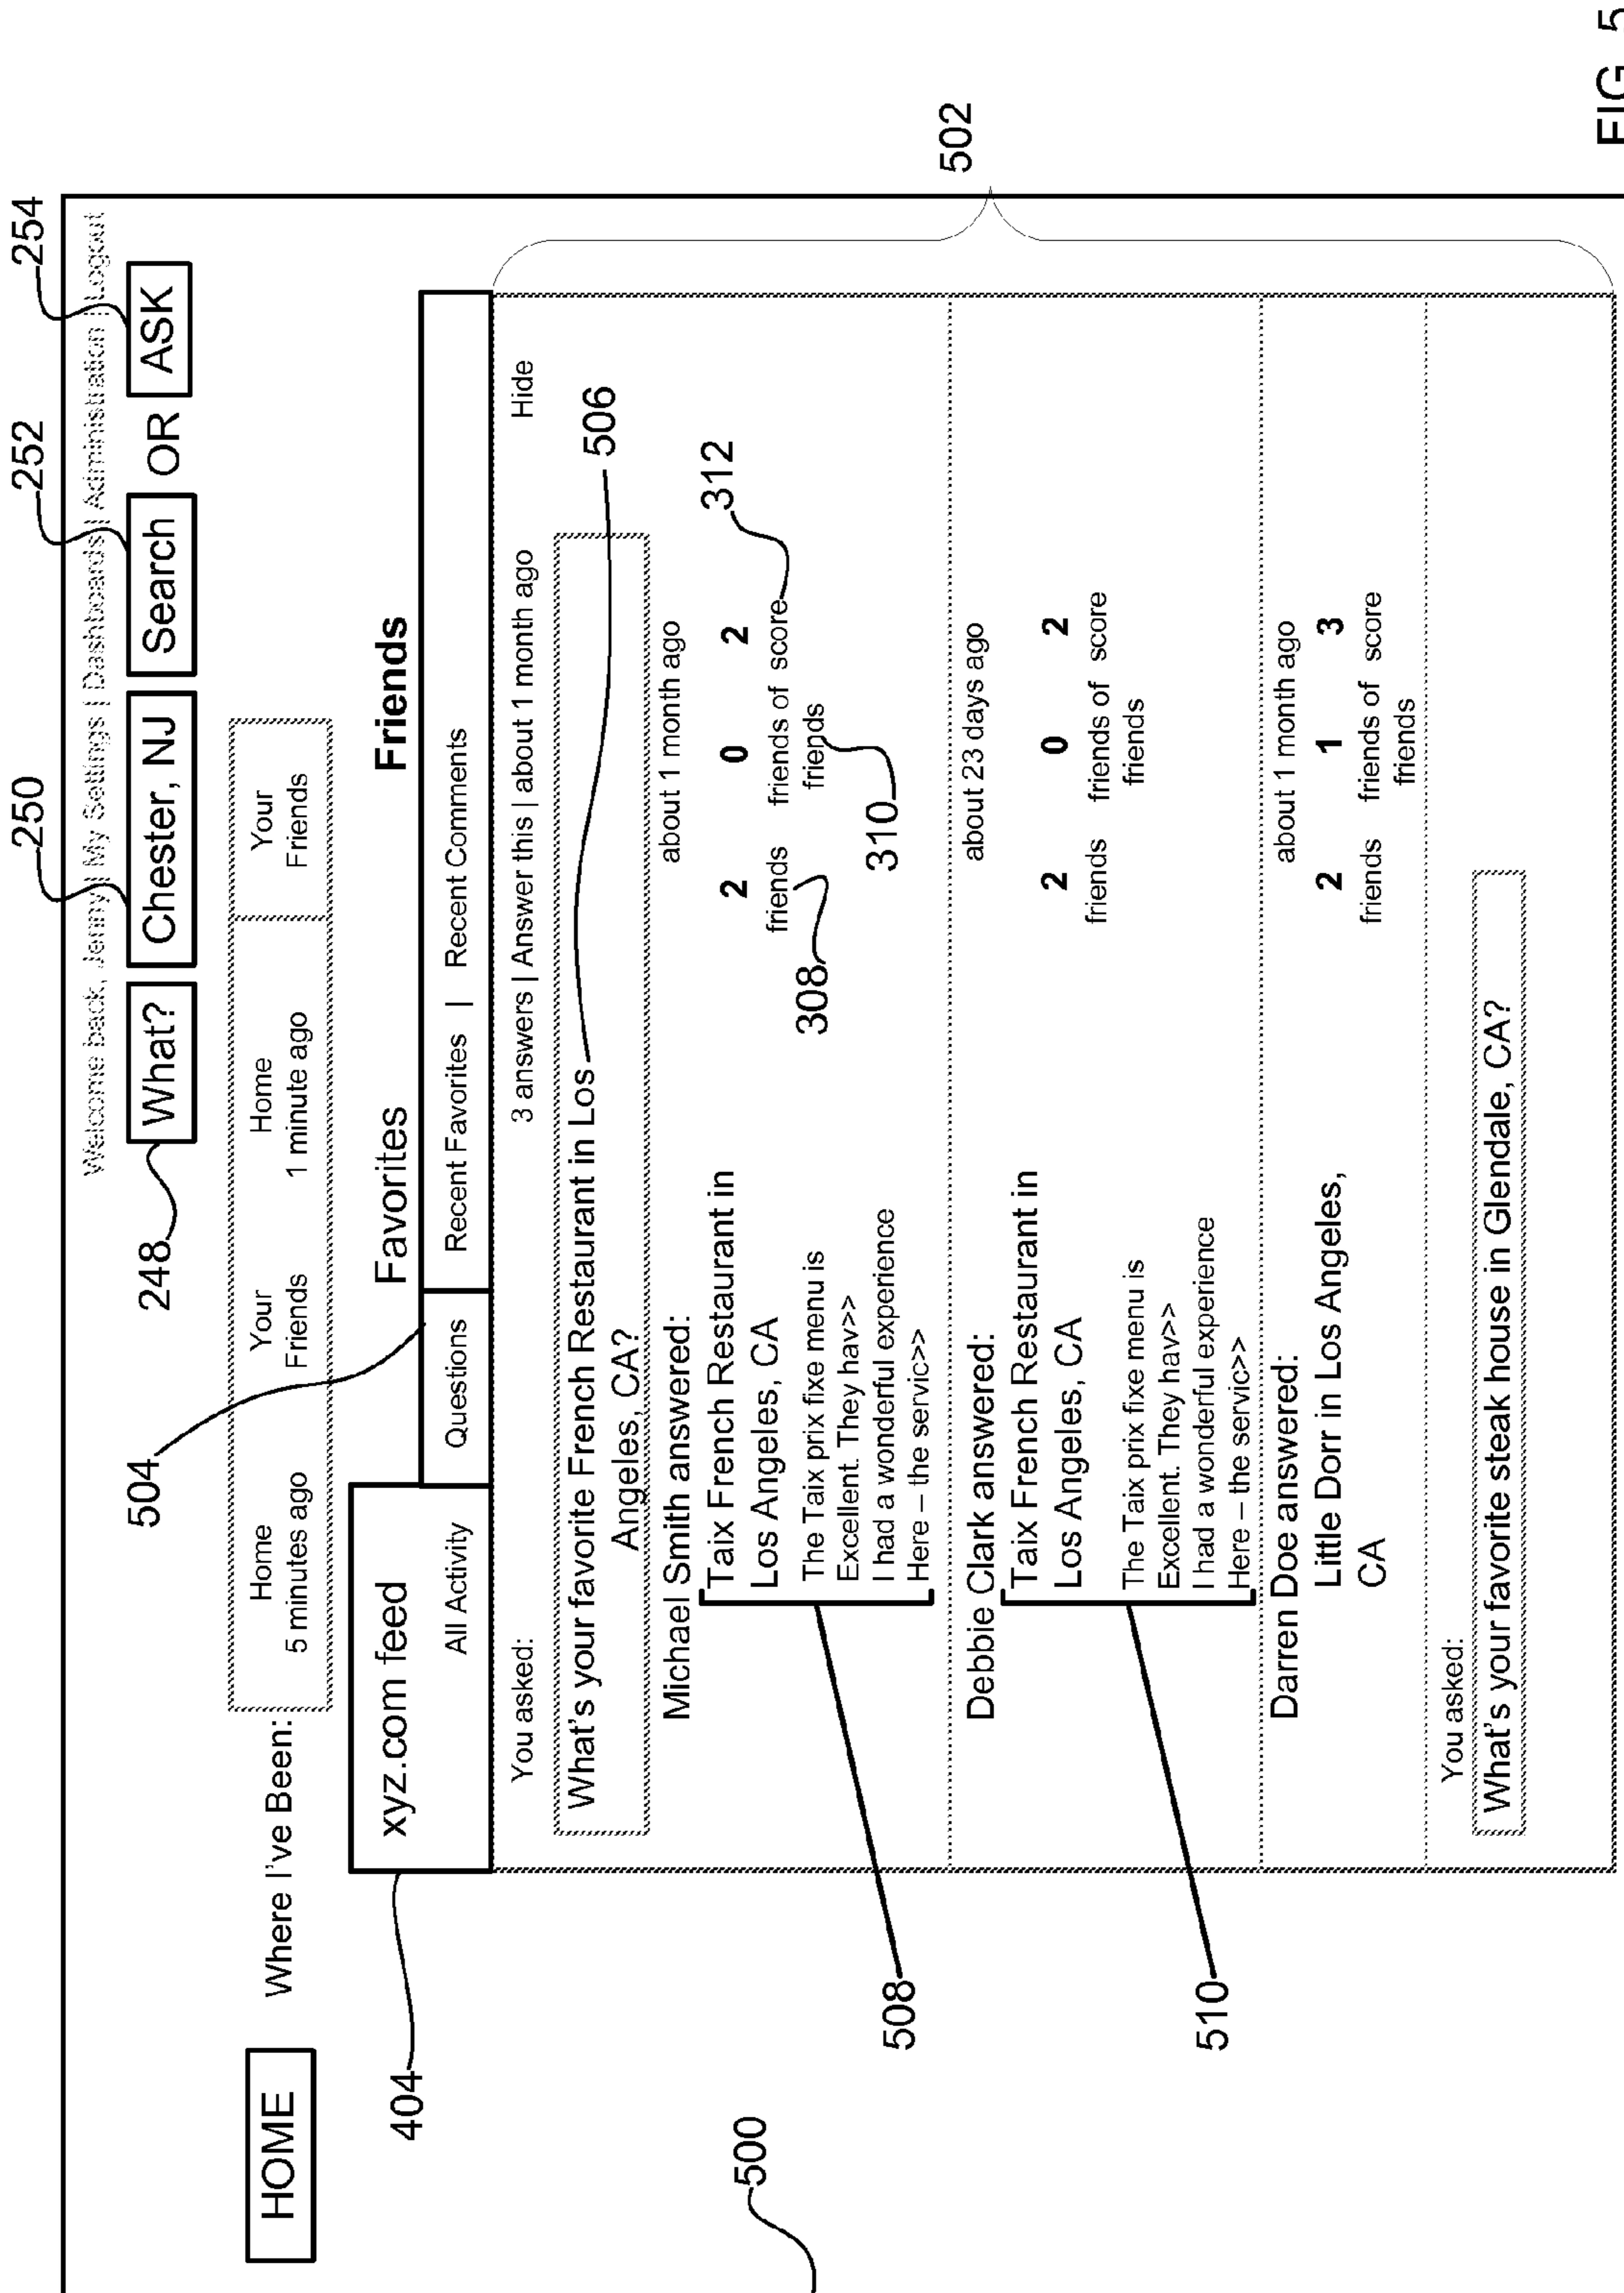 250
252
254
Welcome back, Jenny | My Settings | Dashboards | Administration | Logout
248
What?
Chester, NJ
Search
OR
ASK
HOME
Where I've Been:
Home
5 minutes ago
Your
Friends
Home
1 minute ago
Your
Friends
504
404
xyz.com feed
Favorites
Friends
All Activity
Questions
Recent Favorites | Recent Comments
You asked:
3 answers | Answer this | about 1 month ago
Hide
What's your favorite French Restaurant in Los
Angeles, CA?
506
Michael Smith answered:
about 1 month ago
Taix French Restaurant in
Los Angeles, CA
2 0 2
friends friends of score
friends
312
308
310
The Taix prix fixe menu is
Excellent. They hav>>
I had a wonderful experience
Here – the servic>>
500
508
502
Debbie Clark answered:
about 23 days ago
Taix French Restaurant in
Los Angeles, CA
2 0 2
friends friends of score
friends
The Taix prix fixe menu is
Excellent. They hav>>
I had a wonderful experience
Here – the servic>>
510
Darren Doe answered:
about 1 month ago
Little Dorr in Los Angeles,
CA
2 1 3
friends friends of score
friends
You asked:
What's your favorite steak house in Glendale, CA?
FIG. 5